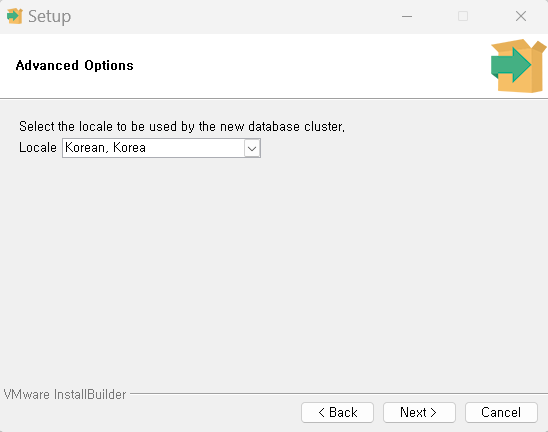 Setup
Advanced Options
Select the locale to be used by the new database cluster.
Locale Korean, Korea
VMware InstallBuilder
< Back Next > Cancel